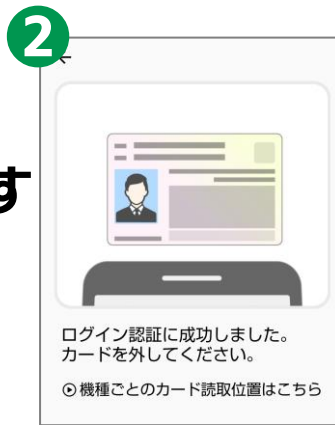 2
す
ログイン認証に成功しました。
カードを外してください。
機種ごとのカード読取位置はこちら